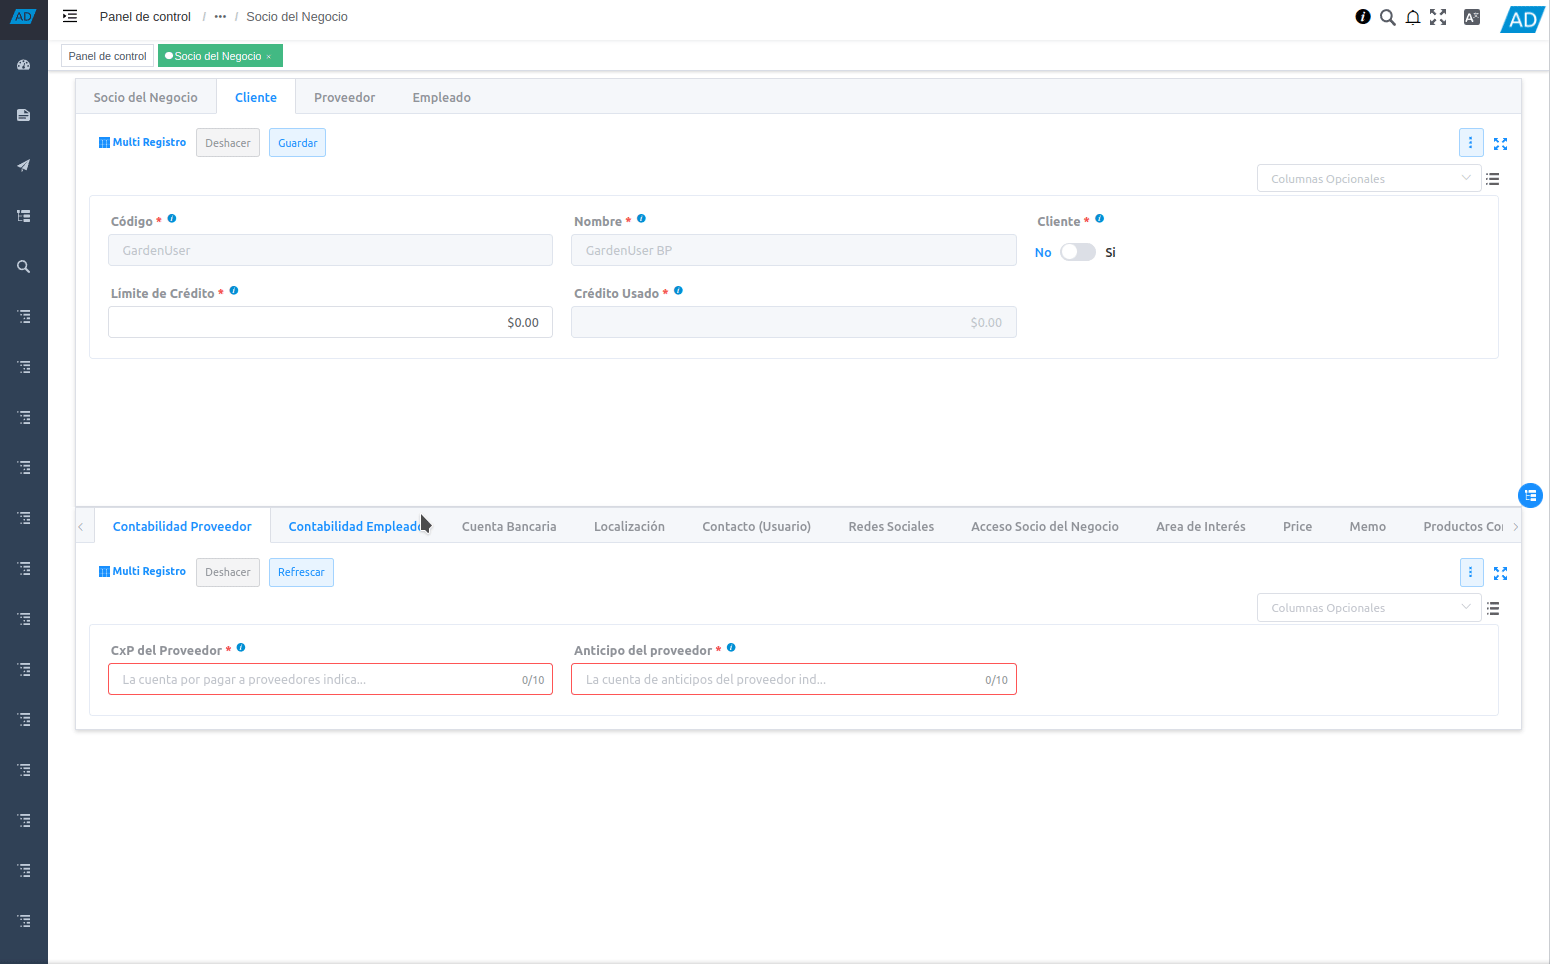 AD
Panel de control / ··· / Socio del Negocio
AD
Panel de control
Socio del Negocio ×
Socio del Negocio
Cliente
Proveedor
Empleado
Multi Registro
Deshacer
Guardar
Columnas Opcionales
Código *
Nombre *
Cliente *
GardenUser
GardenUser BP
No
Si
Límite de Crédito *
Crédito Usado *
$0.00
$0.00
Contabilidad Proveedor
Contabilidad Empleado
Cuenta Bancaria
Localización
Contacto (Usuario)
Redes Sociales
Acceso Socio del Negocio
Area de Interés
Price
Memo
Productos Co
Multi Registro
Deshacer
Refrescar
Columnas Opcionales
CxP del Proveedor *
Anticipo del proveedor *
La cuenta por pagar a proveedores indica...
0/10
La cuenta de anticipos del proveedor ind...
0/10